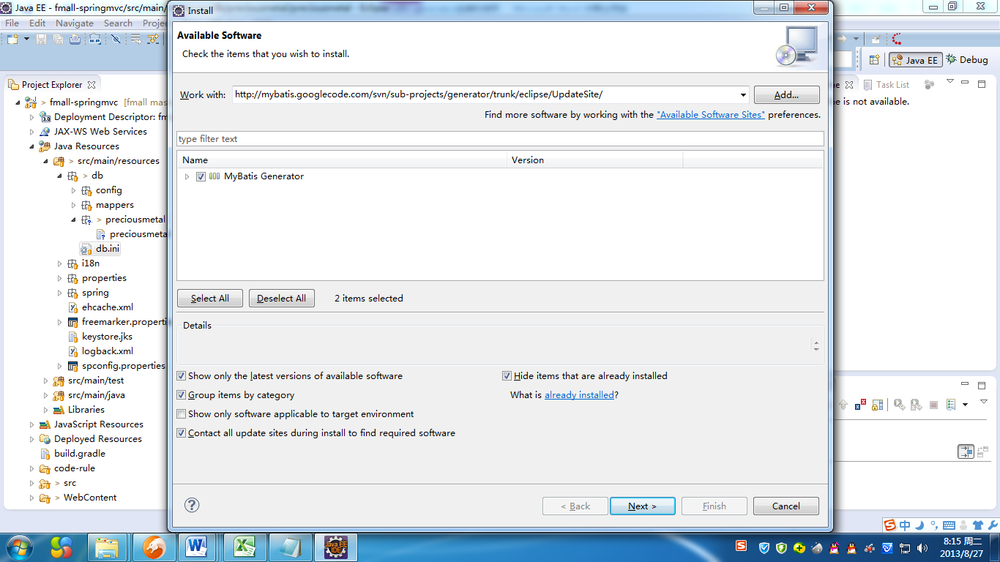 Java EE - fmall-springmvc/src/main/
Install
File Edit Navigate Search Projec
Available Software
Check the items that you wish to install.
Java EE
Debug
Project Explorer
Work with:
http://mybatis.googlecode.com/svn/sub-projects/generator/trunk/eclipse/UpdateSite/
Add...
Task List
> fmall-springmvc [fmall mas
e is not available.
Deployment Descriptor: fm
Find more software by working with the "Available Software Sites" preferences.
JAX-WS Web Services
type filter text
Java Resources
> src/main/resources
Name
Version
> db
MyBatis Generator
config
mappers
> preciousmetal
preciousmeta
db.ini
i18n
properties
spring
Select All
Deselect All
2 items selected
ehcache.xml
freemarker.properti
Details
keystore.jks
logback.xml
spconfig.properties
Show only the latest versions of available software
Hide items that are already installed
src/main/test
src/main/java
Group items by category
What is already installed?
Libraries
Show only software applicable to target environment
JavaScript Resources
Contact all update sites during install to find required software
Deployed Resources
build.gradle
code-rule
> src
> WebContent
< Back
Next >
Finish
Cancel
中
Java EE
IDE
8:15 周二
2013/8/27